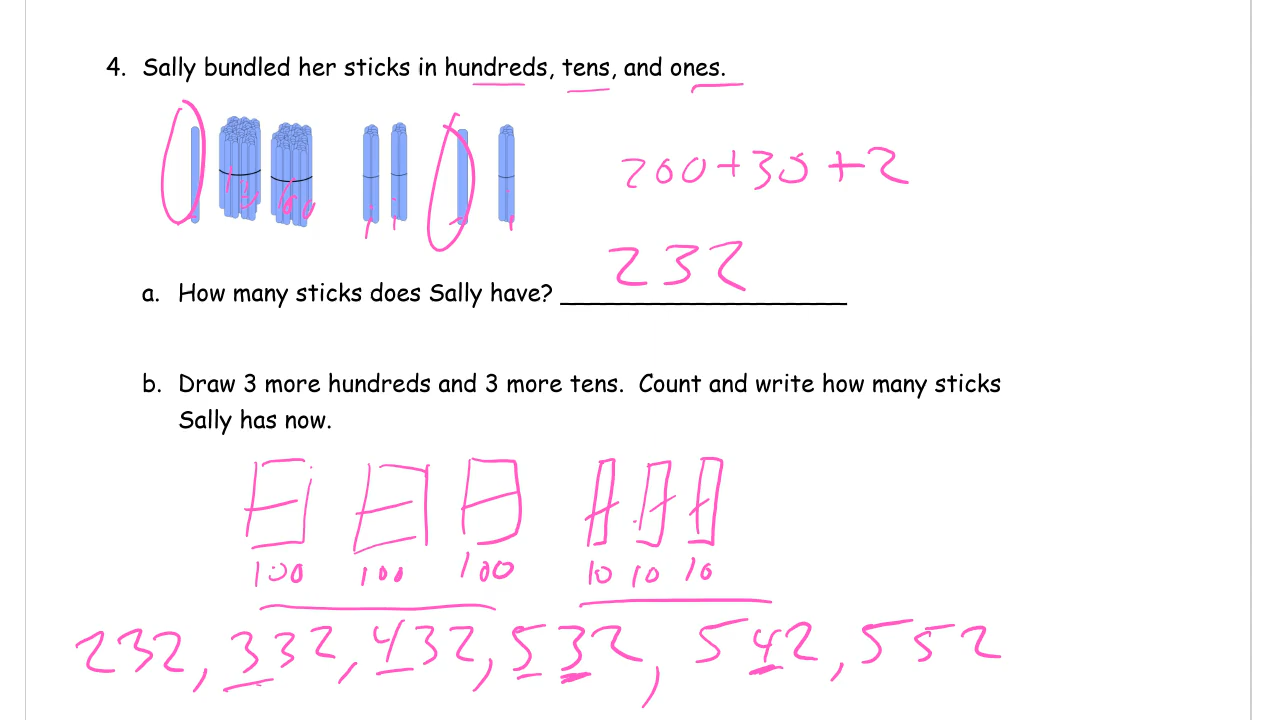 4. Sally bundled her sticks in hundreds, tens, and ones.
200+30+2
232
a. How many sticks does Sally have? ____________________
b. Draw 3 more hundreds and 3 more tens. Count and write how many sticks
Sally has now.
100 100 100 10 10 10
232, 332, 432, 532, 542, 552